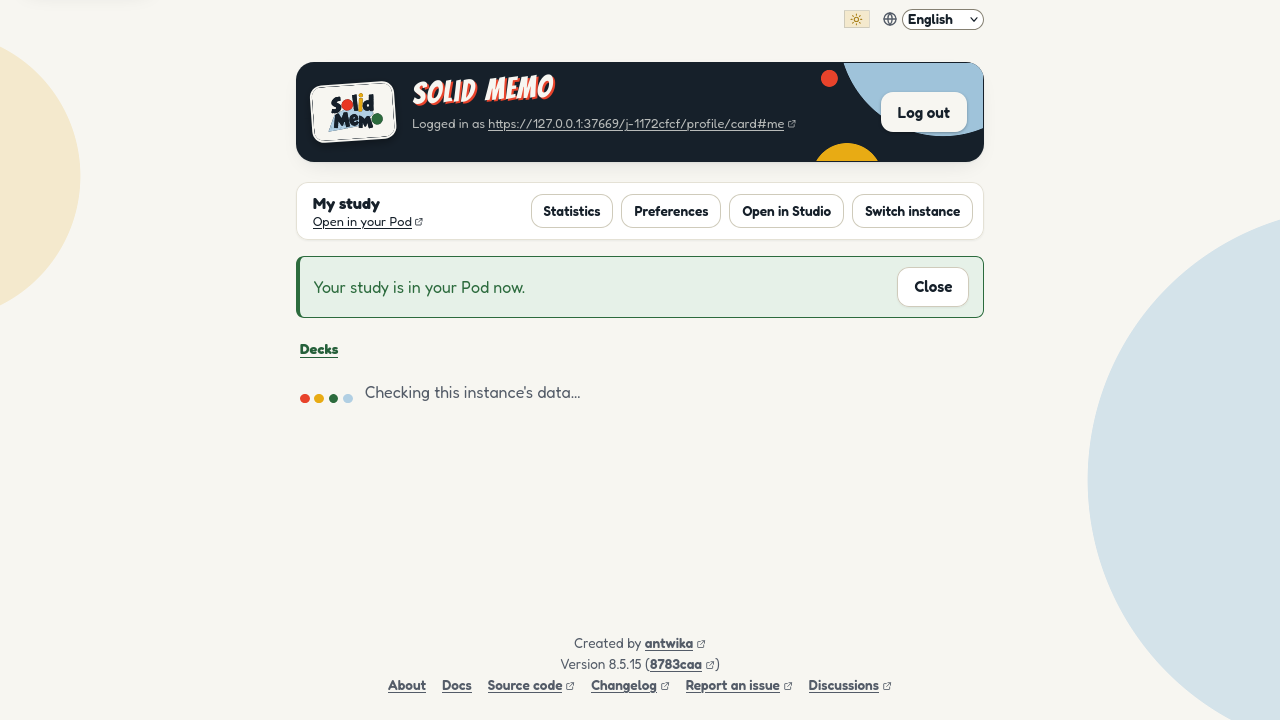 English
Solid Memo
SOLID MEMO
Logged in as https://127.0.0.1:37669/j-1172cfcf/profile/card#me
Log out
My study
Open in your Pod
Statistics
Preferences
Open in Studio
Switch instance
Your study is in your Pod now.
Close
Decks
Checking this instance's data...
Created by antwika
Version 8.5.15 (8783caa)
About Docs Source code Changelog Report an issue Discussions